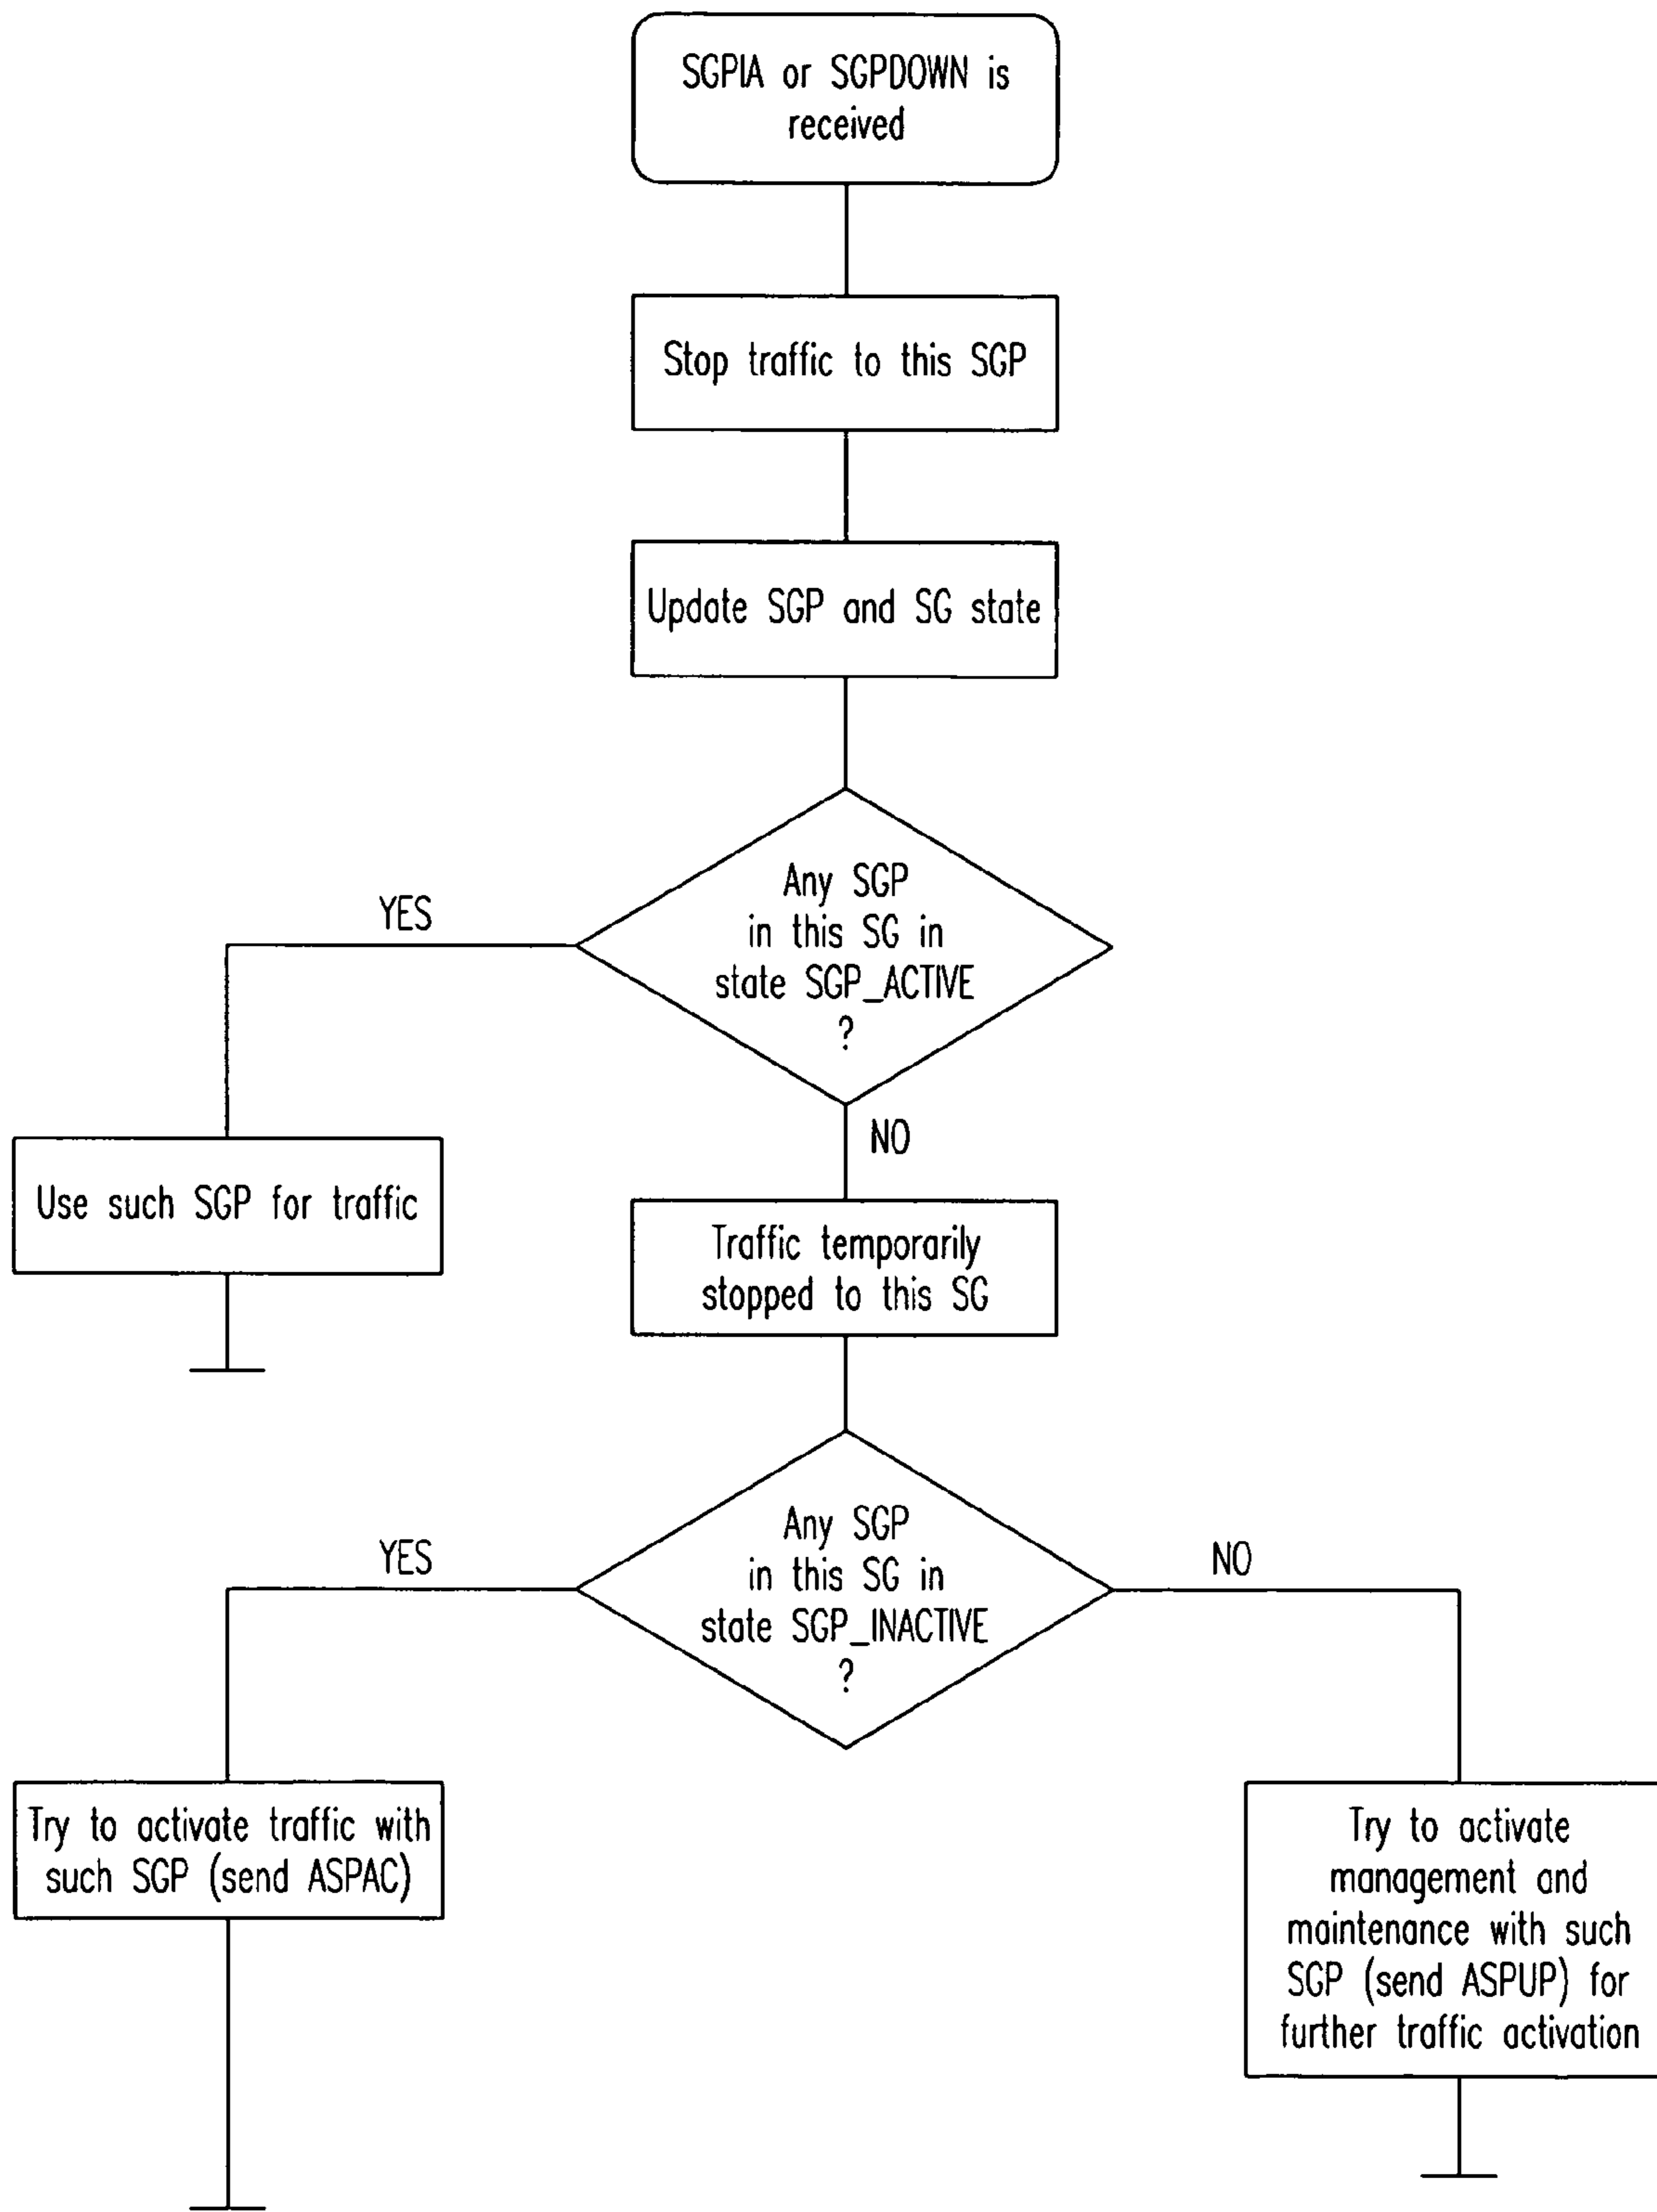 SGPIA or SGPDOWN is
received
Stop traffic to this SGP
Update SGP and SG state
Any SGP
in this SG in
state SGP_ACTIVE
?
YES
NO
Use such SGP for traffic
Traffic temporarily
stopped to this SG
Any SGP
in this SG in
state SGP_INACTIVE
?
YES
NO
Try to activate traffic with
such SGP (send ASPAC)
Try to activate
management and
maintenance with such
SGP (send ASPUP) for
further traffic activation